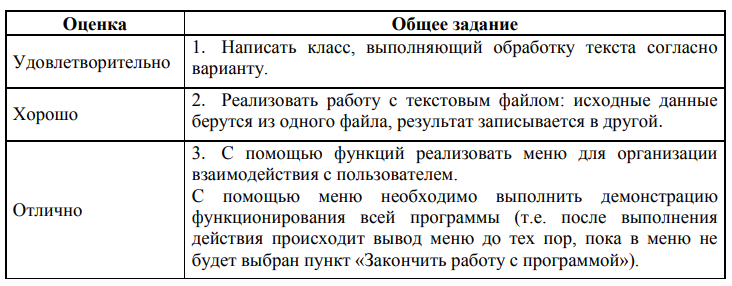 Оценка Общее задание
Удовлетворительно
1. Написать класс, выполняющий обработку текста согласно
варианту.
Хорошо
2. Реализовать работу с текстовым файлом: исходные данные
берутся из одного файла, результат записывается в другой.
Отлично
3. С помощью функций реализовать меню для организации
взаимодействия с пользователем.
С помощью меню необходимо выполнить демонстрацию
функционирования всей программы (т.е. после выполнения
действия происходит вывод меню до тех пор, пока в меню не
будет выбран пункт «Закончить работу с программой»).